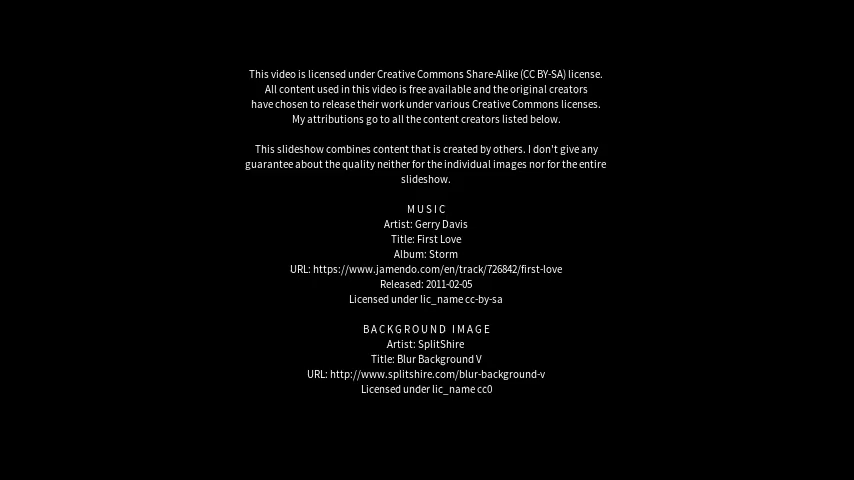 This video is licensed under Creative Commons Share-Alike (CC BY-SA) license.
All content used in this video is free available and the original creators
have chosen to release their work under various Creative Commons licenses.
My attributions go to all the content creators listed below.
This slideshow combines content that is created by others. I don't give any
guarantee about the quality neither for the individual images nor for the entire
slideshow.
MUSIC
Artist: Gerry Davis
Title: First Love
Album: Storm
URL: https://www.jamendo.com/en/track/726842/first-love
Released: 2011-02-05
Licensed under lic_name cc-by-sa
BACKGROUND IMAGE
Artist: SplitShire
Title: Blur Background V
URL: http://www.splitshire.com/blur-background-v
Licensed under lic_name cc0